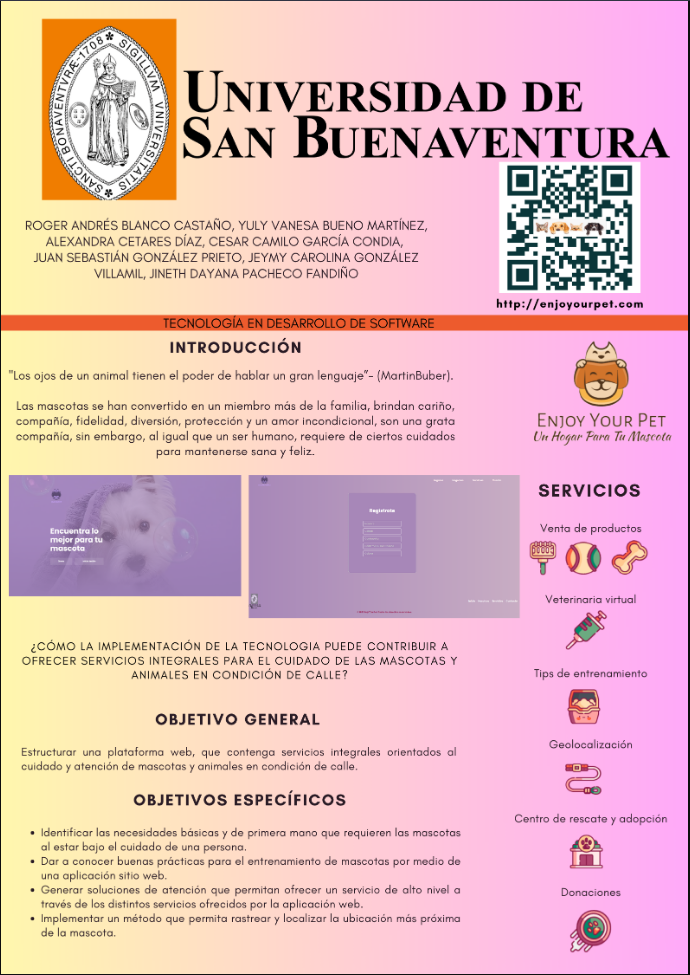 SIGILLVM VNIVERSITATIS
SANCTI BONAVENTVRÆ-1708
UNIVERSIDAD DE
SAN BUENAVENTURA
ROGER ANDRÉS BLANCO CASTAÑO, YULY VANESA BUENO MARTÍNEZ,
ALEXANDRA CETARES DÍAZ, CESAR CAMILO GARCÍA CONDIA,
JUAN SEBASTIÁN GONZÁLEZ PRIETO, JEYMY CAROLINA GONZÁLEZ
VILLAMIL, JINETH DAYANA PACHECO FANDIÑO
http://enjoyourpet.com
TECNOLOGÍA EN DESARROLLO DE SOFTWARE
INTRODUCCIÓN
"Los ojos de un animal tienen el poder de hablar un gran lenguaje”- (MartinBuber).
Las mascotas se han convertido en un miembro más de la familia, brindan cariño,
compañía, fidelidad, diversión, protección y un amor incondicional, son una grata
compañía, sin embargo, al igual que un ser humano, requiere de ciertos cuidados
para mantenerse sana y feliz.
Encuentra lo
mejor para tu
mascota
Regístrate
¿CÓMO LA IMPLEMENTACIÓN DE LA TECNOLOGIA PUEDE CONTRIBUIR A
OFRECER SERVICIOS INTEGRALES PARA EL CUIDADO DE LAS MASCOTAS Y
ANIMALES EN CONDICIÓN DE CALLE?
OBJETIVO GENERAL
Estructurar una plataforma web, que contenga servicios integrales orientados al
cuidado y atención de mascotas y animales en condición de calle.
OBJETIVOS ESPECÍFICOS
• Identificar las necesidades básicas y de primera mano que requieren las mascotas
al estar bajo el cuidado de una persona.
• Dar a conocer buenas prácticas para el entrenamiento de mascotas por medio de
una aplicación sitio web.
• Generar soluciones de atención que permitan ofrecer un servicio de alto nivel a
través de los distintos servicios ofrecidos por la aplicación web.
• Implementar un método que permita rastrear y localizar la ubicación más próxima
de la mascota.
ENJOY YOUR PET
Un Hogar Para Tu Mascota
SERVICIOS
Venta de productos
Veterinaria virtual
Tips de entrenamiento
Geolocalización
Centro de rescate y adopción
Donaciones